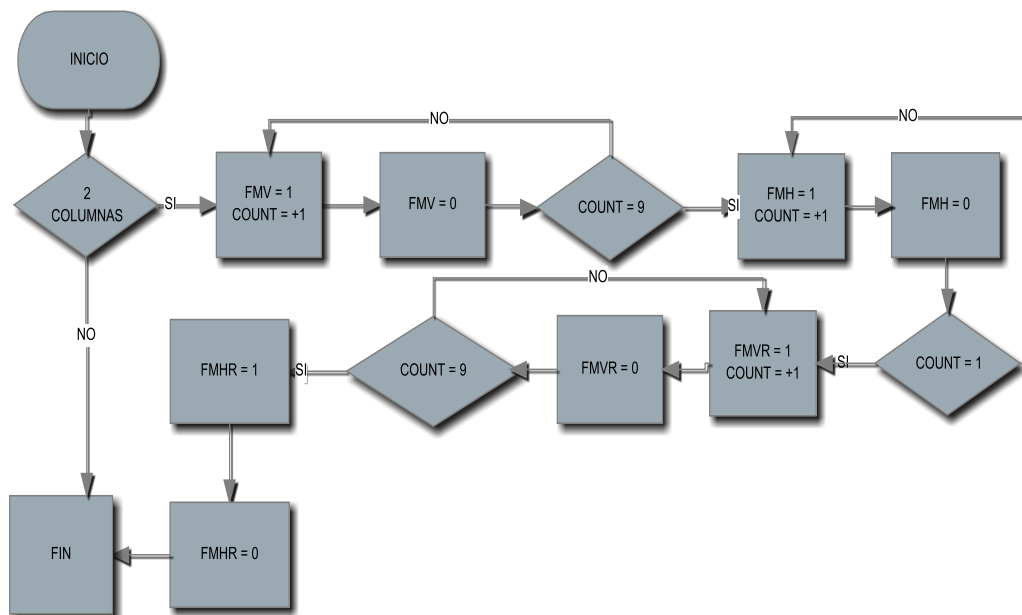 INICIO
2
COLUMNAS
SI
FMV = 1
COUNT = +1
FMV = 0
COUNT = 9
NO
SI
FMH = 1
COUNT = +1
FMH = 0
NO
COUNT = 1
SI
FMVR = 1
COUNT = +1
FMVR = 0
COUNT = 9
NO
SI
FMHR = 1
FMHR = 0
NO
FIN